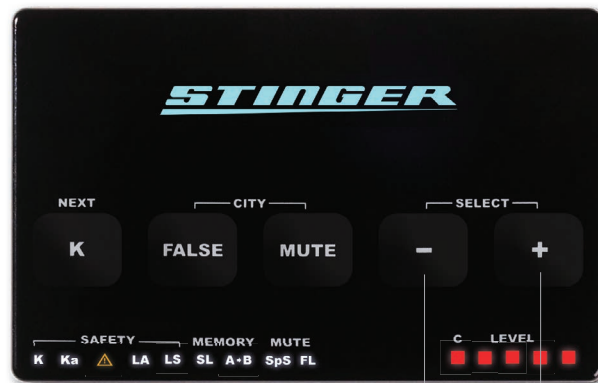 STINGER
NEXT CITY SELECT
K FALSE MUTE - +
SAFETY MEMORY MUTE C LEVEL
K Ka LA LS SL A•B SpS FL